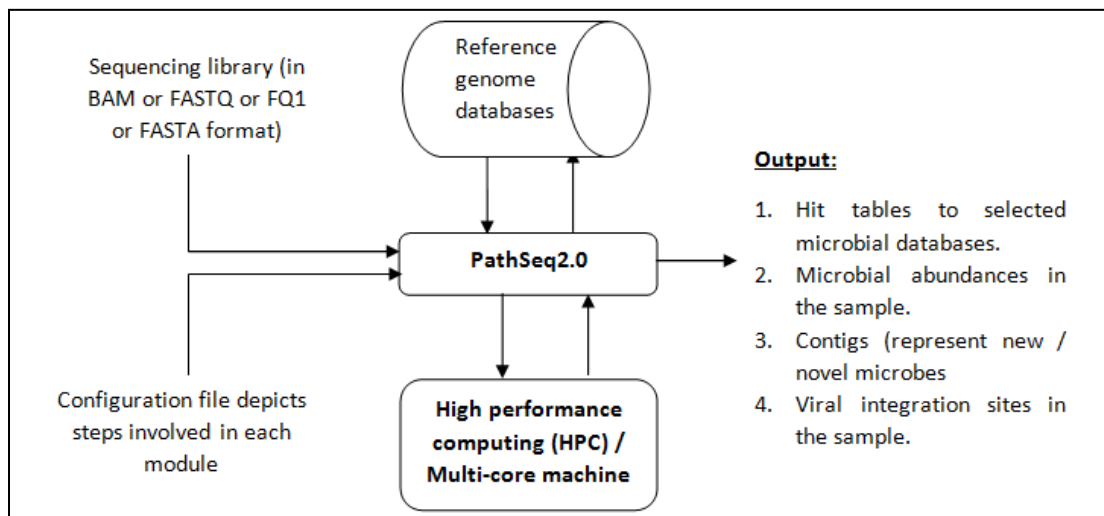 Sequencing library (in
BAM or FASTQ or FQ1
or FASTA format)
Reference
genome
databases
PathSeq2.0
Configuration file depicts
steps involved in each
module
High performance
computing (HPC) /
Multi-core machine
Output:
1. Hit tables to selected
microbial databases.
2. Microbial abundances in
the sample.
3. Contigs (represent new /
novel microbes
4. Viral integration sites in
the sample.